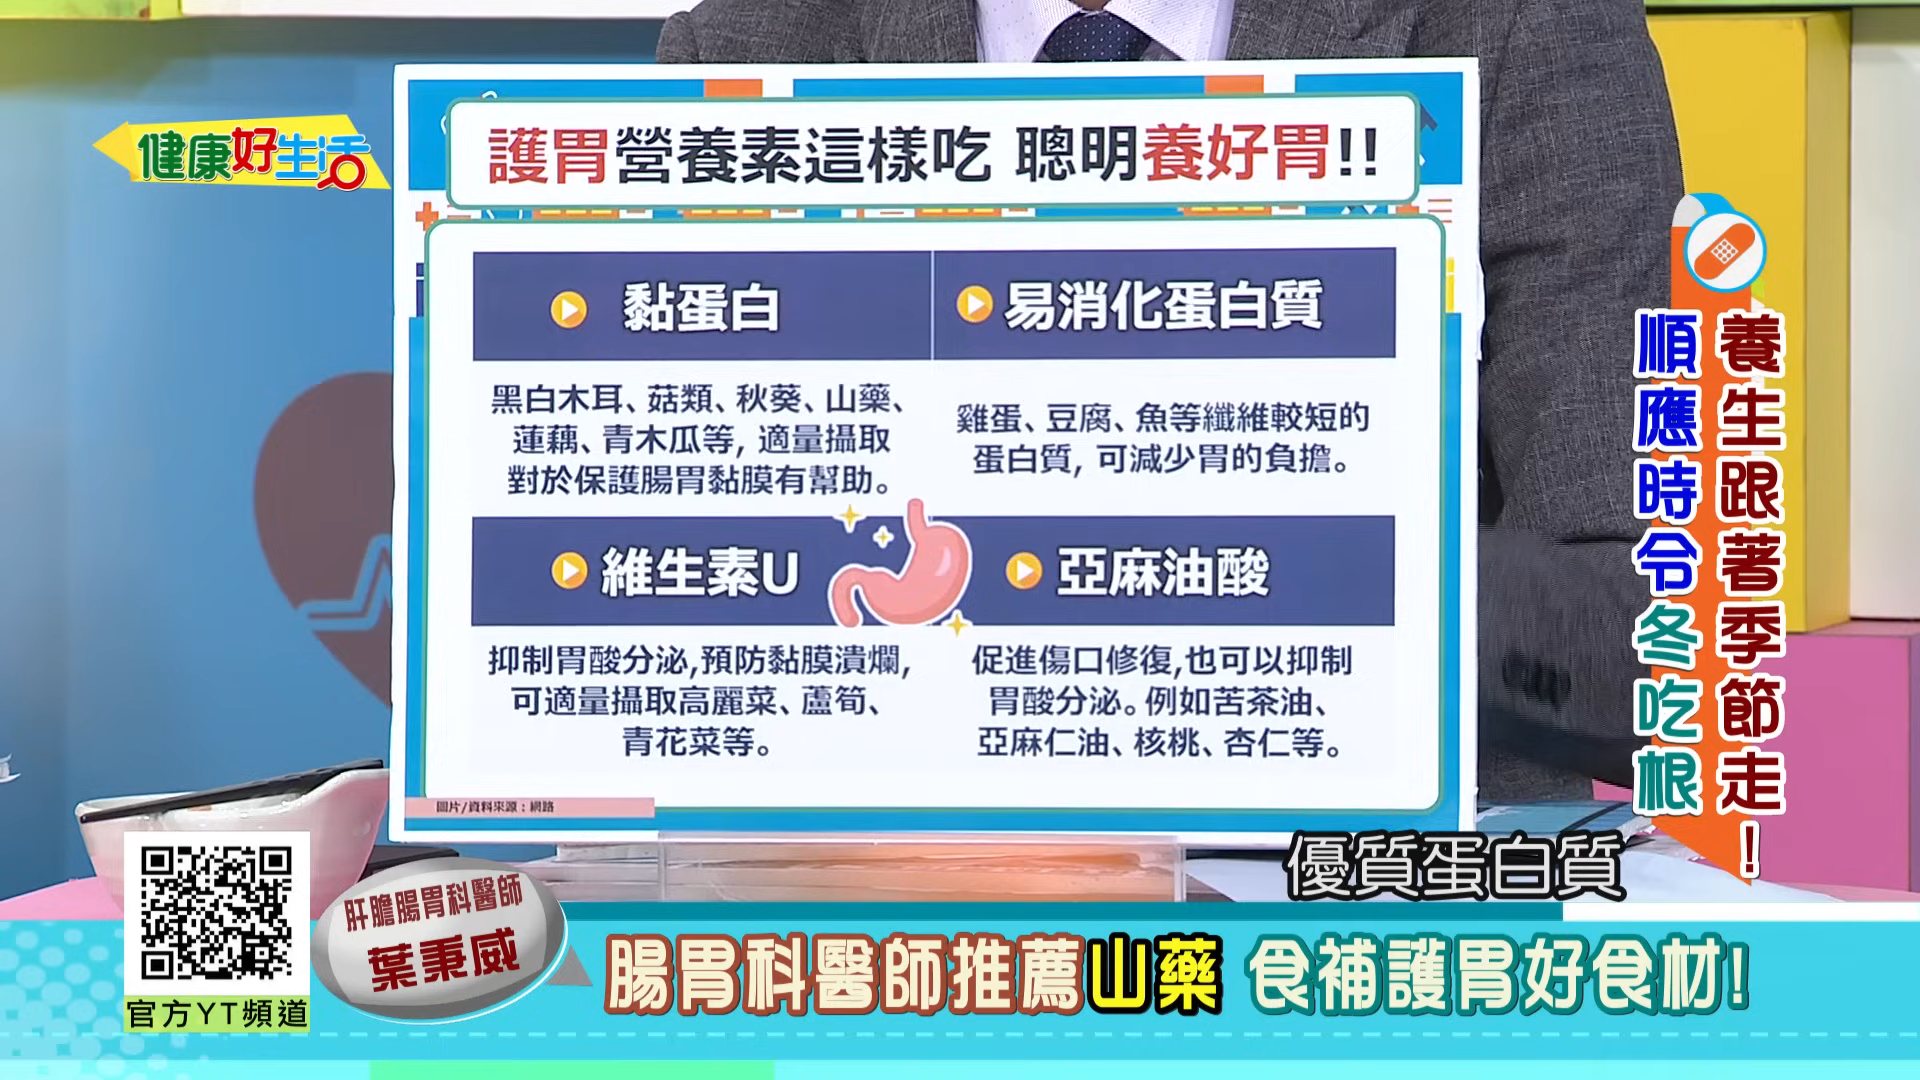 健康好生活
護胃營養素這樣吃 聰明養好胃!!
黏蛋白
黑白木耳、菇類、秋葵、山藥、
蓮藕、青木瓜等, 適量攝取
對於保護腸胃黏膜有幫助。
易消化蛋白質
雞蛋、豆腐、魚等纖維較短的
蛋白質, 可減少胃的負擔。
維生素U
抑制胃酸分泌,預防黏膜潰爛,
可適量攝取高麗菜、蘆筍、
青花菜等。
亞麻油酸
促進傷口修復,也可以抑制
胃酸分泌。例如苦茶油、
亞麻仁油、核桃、杏仁等。
圖片/資料來源：網路
養生跟著季節走!
順應時令冬吃根
優質蛋白質
官方YT頻道
肝膽腸胃科醫師
葉秉威
腸胃科醫師推薦山藥 食補護胃好食材!